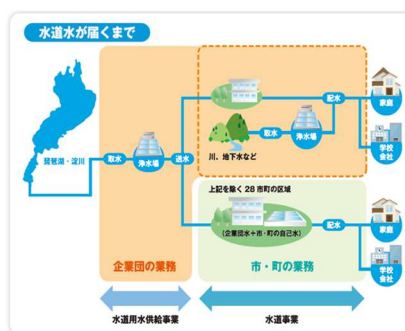 水道水が届くまで
琵琶湖・淀川
取水
浄水場
送水
川、地下水など
取水
浄水場
配水
家庭
学校
会社
上記を除く 28 市町の区域
(企業団水＋市・町の自己水)
配水
家庭
学校
会社
企業団の業務
市・町の業務
水道用水供給事業
水道事業